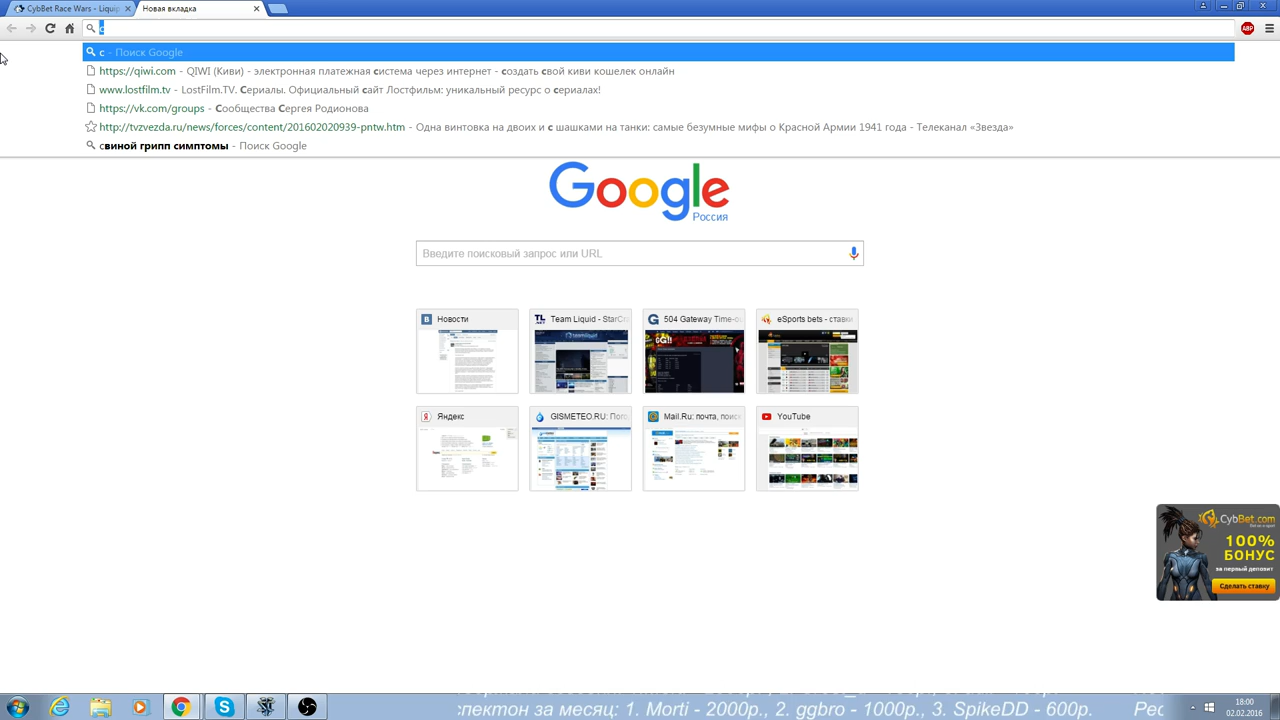 CybBet Race Wars - Liquip
Новая вкладка
с
ABP
с - Поиск Google
https://qiwi.com - QIWI (Киви) - электронная платежная система через интернет - создать свой киви кошелек онлайн
www.lostfilm.tv - LostFilm.TV. Сериалы. Официальный сайт Лостфильм: уникальный ресурс о сериалах!
https://vk.com/groups - Сообщества Сергея Родионова
http://tvzvezda.ru/news/forces/content/201602020939-pntw.htm - Одна винтовка на двоих и с шашками на танки: самые безумные мифы о Красной Армии 1941 года - Телеканал «Звезда»
свиной грипп симптомы - Поиск Google
Google
Россия
Введите поисковый запрос или URL
Новости
Team Liquid - StarCra
504 Gateway Time-o
eSports bets - ставки
Яндекс
GISMETEO.RU: Пого
Mail.Ru: почта, поиск
YouTube
CybBet.com
100%
БОНУС
за первый депозит
Сделать ставку
спектон за месяц: 1. Morti - 2000р., 2. ggbro - 1000р., 3. SpikeDD - 600р.
Рес
18:00
02.02.2016